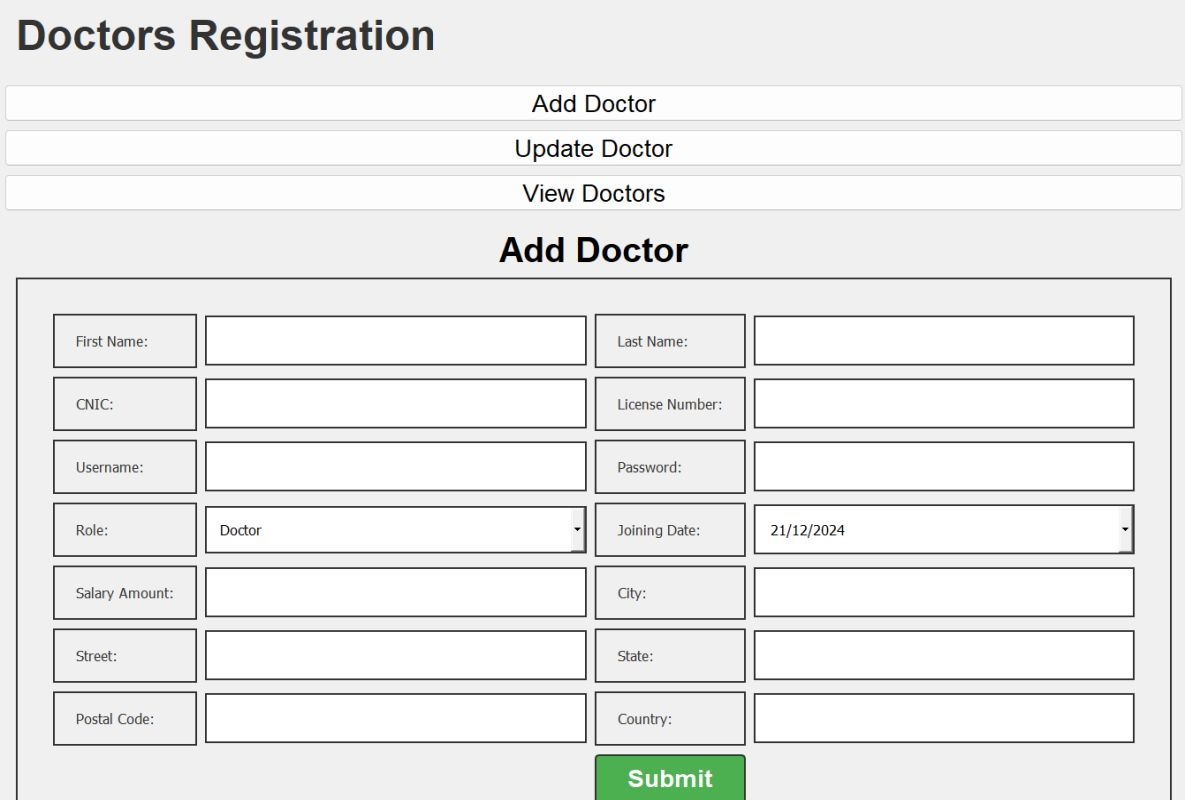 Doctors Registration
Add Doctor
Update Doctor
View Doctors
Add Doctor
First Name: Last Name:
CNIC: License Number:
Username: Password:
Role: Doctor Joining Date: 21/12/2024
Salary Amount: City:
Street: State:
Postal Code: Country:
Submit